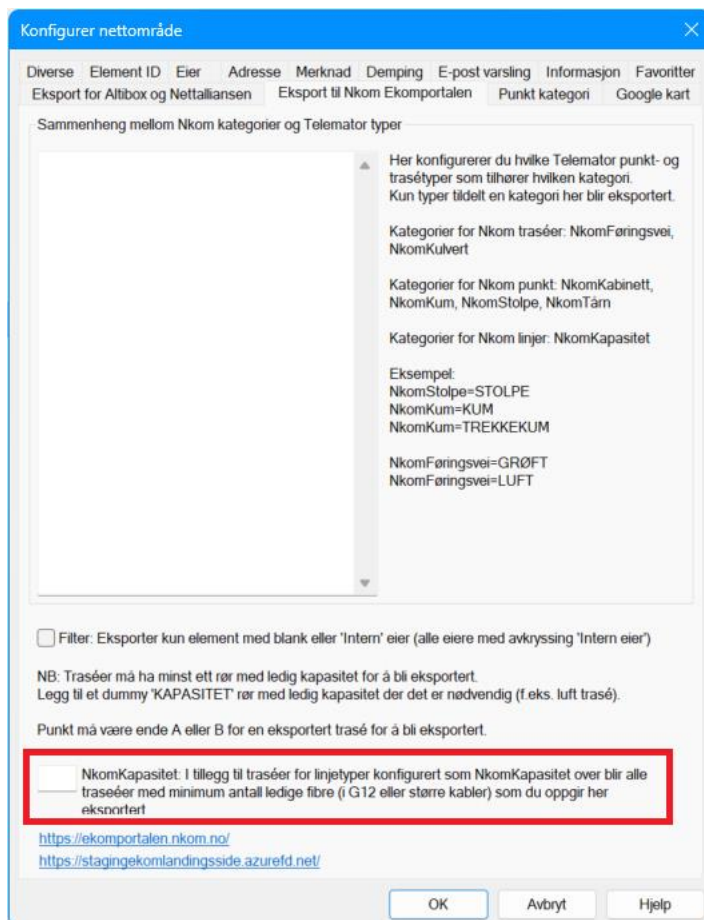 Konfigurer nettområde
Diverse Element ID Eier Adresse Merknad Demping E-post varsling Informasjon Favoritter
Eksport for Altibox og Nettalliansen Eksport til Nkom Ekomportalen Punkt kategori Google kart
Sammenheng mellom Nkom kategorier og Telemator typer
Her konfigurerer du hvilke Telemator punkt- og
trasétyper som tilhører hvilken kategori.
Kun typer tildelt en kategori her blir eksportert.
Kategorier for Nkom traséer: NkomFøringsvei,
NkomKulvert
Kategorier for Nkom punkt: NkomKabinett,
NkomKum, NkomStolpe, NkomTårn
Kategorier for Nkom linjer: NkomKapasitet
Eksempel:
NkomStolpe=STOLPE
NkomKum=KUM
NkomKum=TREKKEKUM
NkomFøringsvei=GRØFT
NkomFøringsvei=LUFT
Filter: Eksporter kun element med blank eller 'Intern' eier (alle eiere med avkryssing 'Intern eier')
NB: Traséer må ha minst ett rør med ledig kapasitet for å bli eksportert.
Legg til et dummy 'KAPASITET' rør med ledig kapasitet der det er nødvendig (f.eks. luft trasé).
Punkt må være ende A eller B for en eksportert trasé for å bli eksportert.
NkomKapasitet: I tillegg til traséer for linjetyper konfigurert som NkomKapasitet over blir alle
traseéer med minimum antall ledige fibre (i G12 eller større kabler) som du oppgir her
eksportert
https://ekomportalen.nkom.no/
https://stagingekomlandingsside.azurefd.net/
OK Avbryt Hjelp